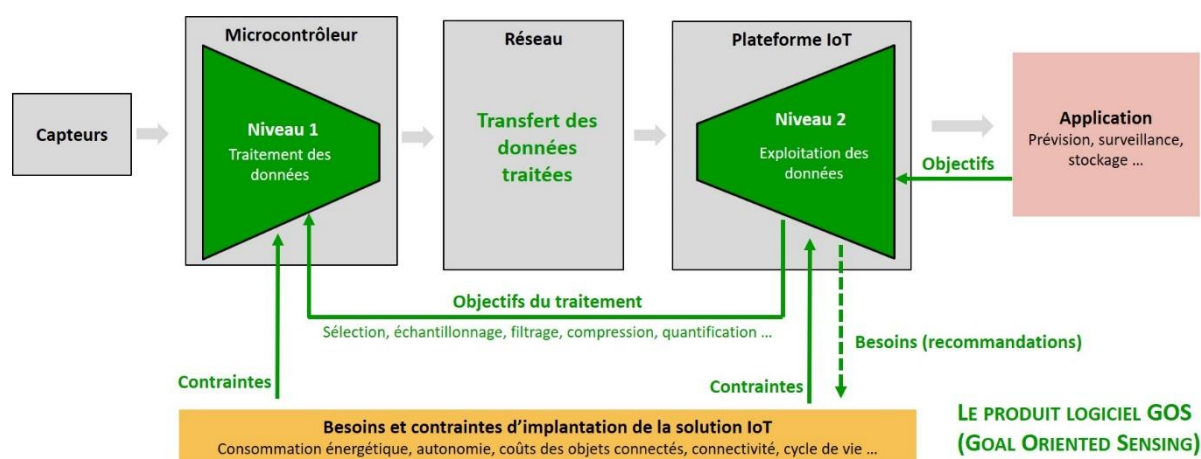 Microcontrôleur
Réseau
Plateforme IoT
Capteurs
Niveau 1
Traitement des
données
Transfert des
données
traitées
Niveau 2
Exploitation des
données
Application
Prévision, surveillance,
stockage ...
Objectifs
Objectifs du traitement
Sélection, échantillonnage, filtrage, compression, quantification ...
Besoins (recommandations)
Contraintes
Contraintes
Besoins et contraintes d’implantation de la solution IoT
Consommation énergétique, autonomie, coûts des objets connectés, connectivité, cycle de vie ...
LE PRODUIT LOGICIEL GOS
(GOAL ORIENTED SENSING)